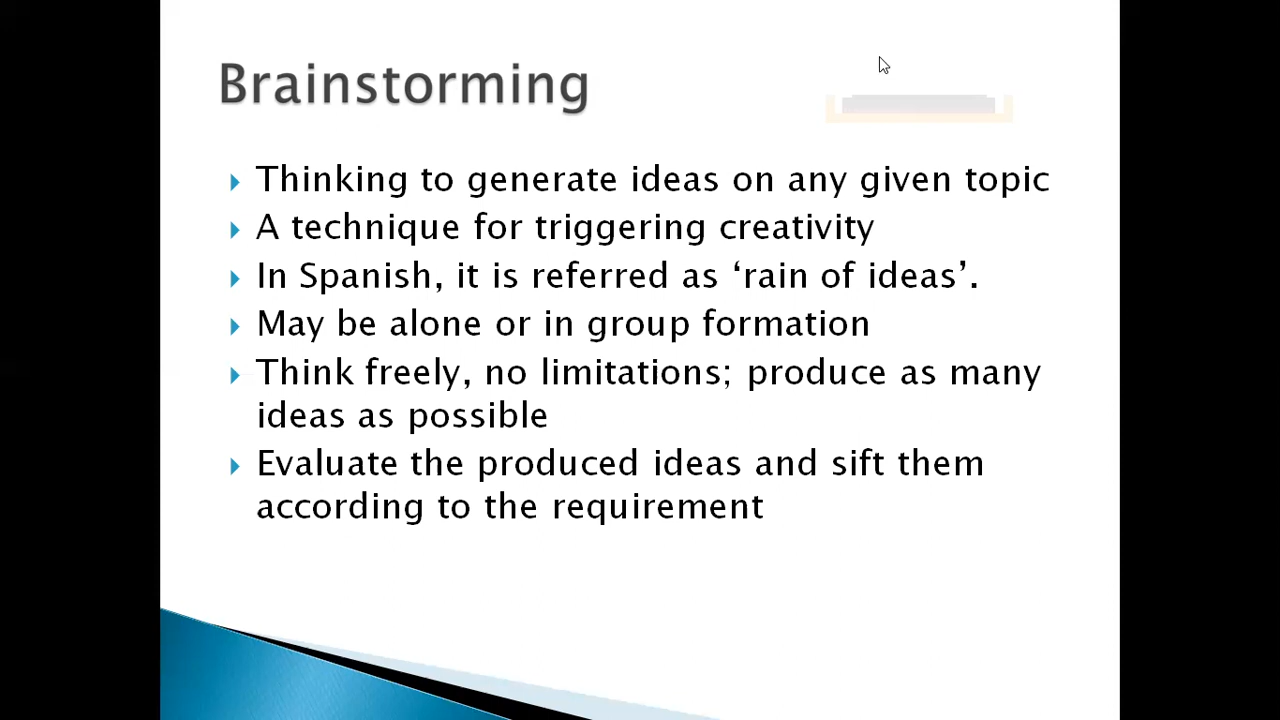 Brainstorming
Thinking to generate ideas on any given topic
A technique for triggering creativity
In Spanish, it is referred as ‘rain of ideas’.
May be alone or in group formation
Think freely, no limitations; produce as many
ideas as possible
Evaluate the produced ideas and sift them
according to the requirement